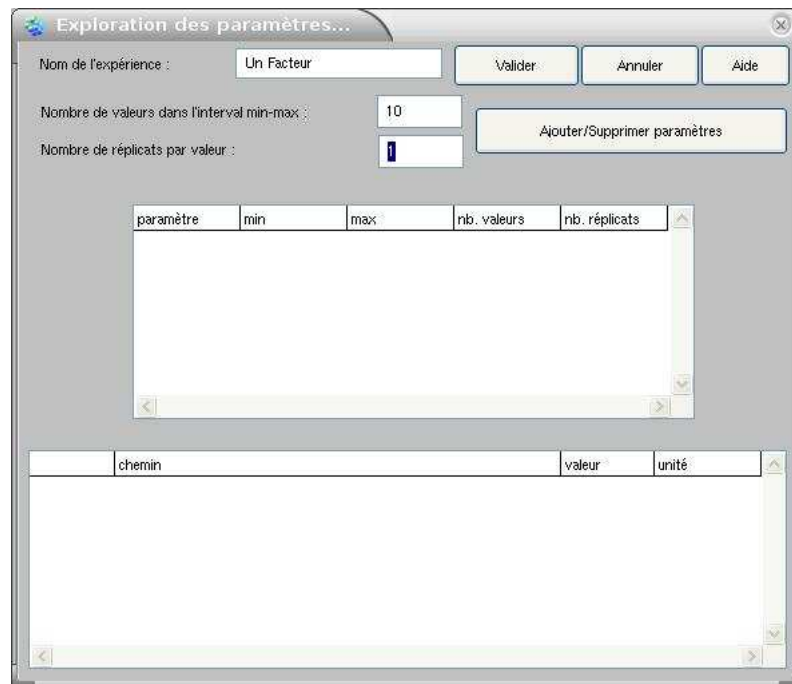 Exploration des paramètres...
Nom de l'expérience : Un Facteur Valider Annuler Aide
Nombre de valeurs dans l'interval min-max : 10
Ajouter/Supprimer paramètres
Nombre de réplicats par valeur : 1
paramètre min max nb. valeurs nb. réplicats
chemin valeur unité